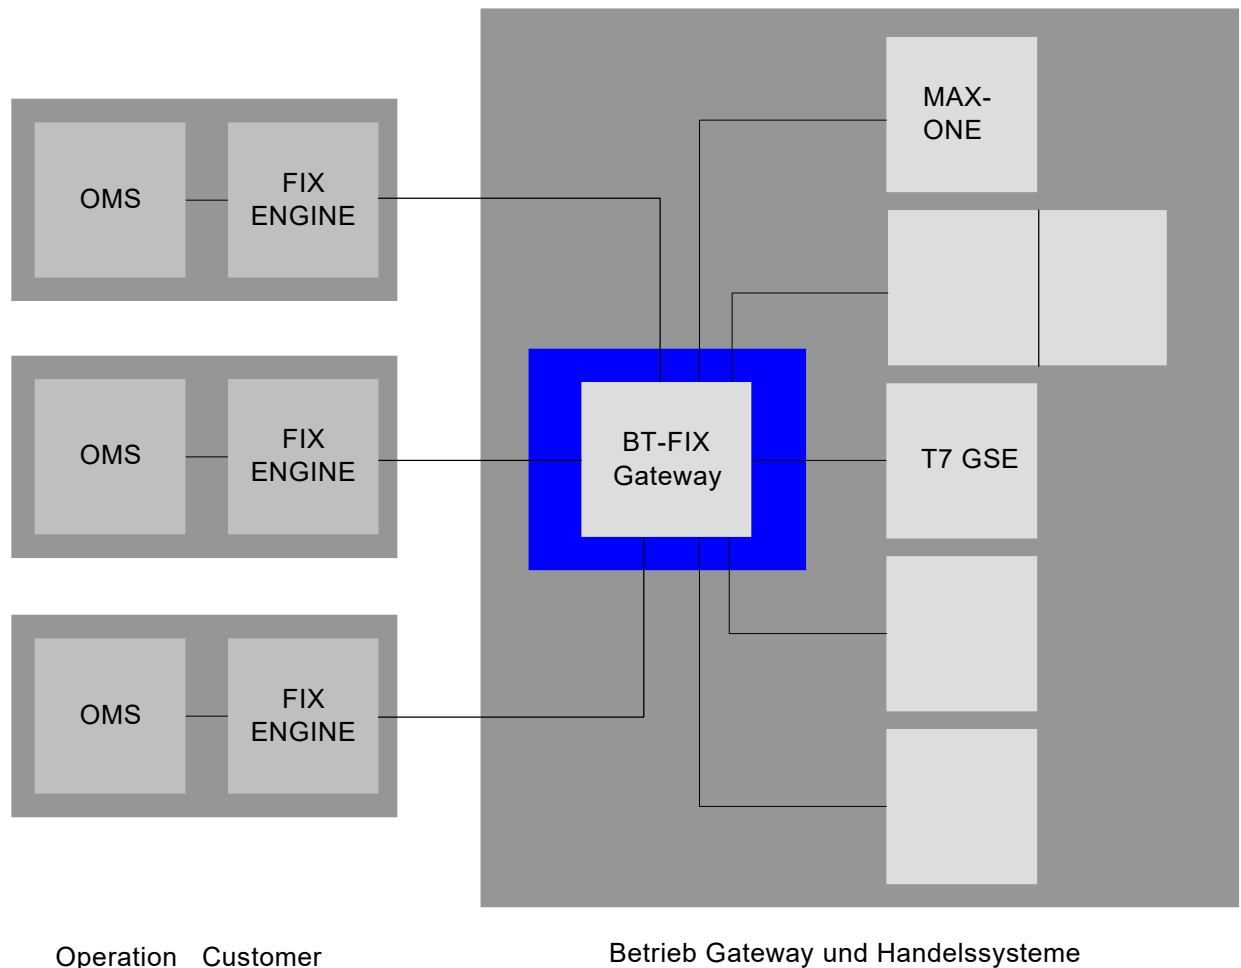 MAX-
ONE
OMS
FIX
ENGINE
OMS
FIX
ENGINE
BT-FIX
Gateway
T7 GSE
OMS
FIX
ENGINE
Operation Customer
Betrieb Gateway und Handelssysteme